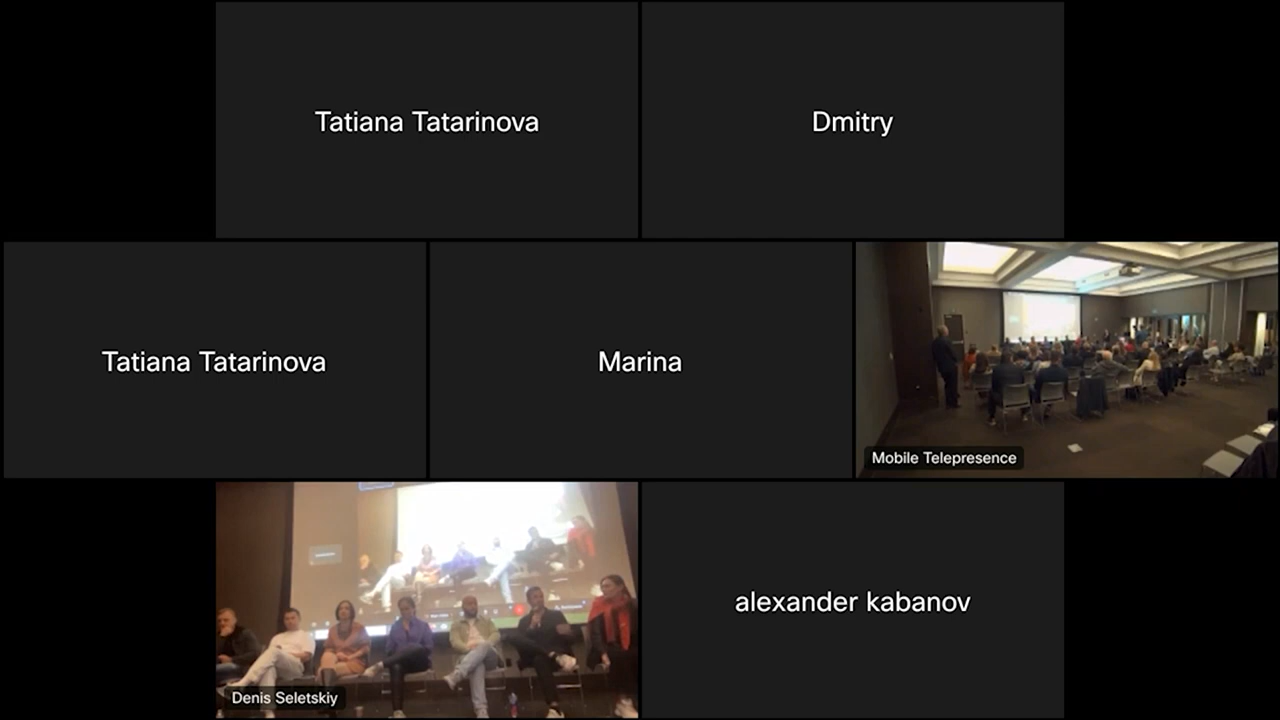 Tatiana Tatarinova
Dmitry
Tatiana Tatarinova
Marina
Mobile Telepresence
Denis Seletskiy
alexander kabanov